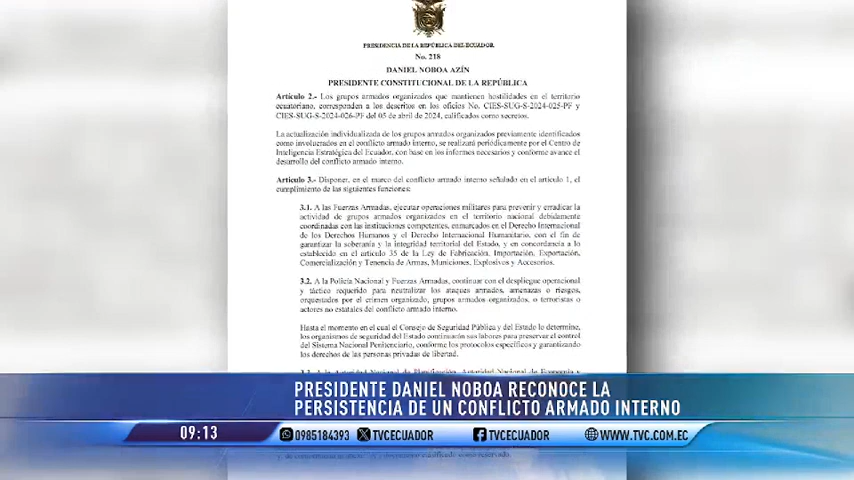 PRESIDENCIA DE LA REPÚBLICA DEL ECUADOR
No. 218
DANIEL NOBOA AZÍN
PRESIDENTE CONSTITUCIONAL DE LA REPÚBLICA
Artículo 2.- Los grupos armados organizados que mantienen hostilidades en el territorio
ecuatoriano, corresponden a los descritos en los oficios No. CIES-SUG-S-2024-025-PF y
CIES-SUG-S-2024-026-PF del 05 de abril de 2024, calificados como secretos.
La actualización individualizada de los grupos armados organizados previamente identificados
como involucrados en el conflicto armado interno, se realizará periódicamente por el Centro de
Inteligencia Estratégica del Ecuador, con base en los informes necesarios y conforme avance el
desarrollo del conflicto armado interno.
Artículo 3.- Disponer, en el marco del conflicto armado interno señalado en el artículo 1, el
cumplimiento de las siguientes funciones:
3.1. A las Fuerzas Armadas, ejecutar operaciones militares para prevenir y erradicar la
actividad de grupos armados organizados en el territorio nacional debidamente
coordinadas con las instituciones competentes, enmarcados en el Derecho Internacional
de los Derechos Humanos y el Derecho Internacional Humanitario, con el fin de
garantizar la soberanía y la integridad territorial del Estado, y en concordancia a lo
establecido en el artículo 35 de la Ley de Fabricación, Importación, Exportación,
Comercialización y Tenencia de Armas, Municiones, Explosivos y Accesorios.
3.2. A la Policía Nacional y Fuerzas Armadas, continuar con el despliegue operacional
y táctico requerido para neutralizar los ataques armados, amenazas o riesgos,
orquestados por el crimen organizado, grupos armados organizados, o terroristas o
actores no estatales del conflicto armado interno.
Hasta el momento en el cual el Consejo de Seguridad Pública y del Estado lo determine,
los organismos de seguridad del Estado continuarán sus labores para preservar el control
del Sistema Nacional Penitenciario, conforme los protocolos específicos y garantizando
los derechos de las personas privadas de libertad.
3.3. A la Autoridad Nacional de Planificación, Autoridad Nacional de Economía y
PRESIDENTE DANIEL NOBOA RECONOCE LA
PERSISTENCIA DE UN CONFLICTO ARMADO INTERNO
09:13 0985184393 TVCECUADOR TVCECUADOR WWW.TVC.COM.EC
calificado como reservado.